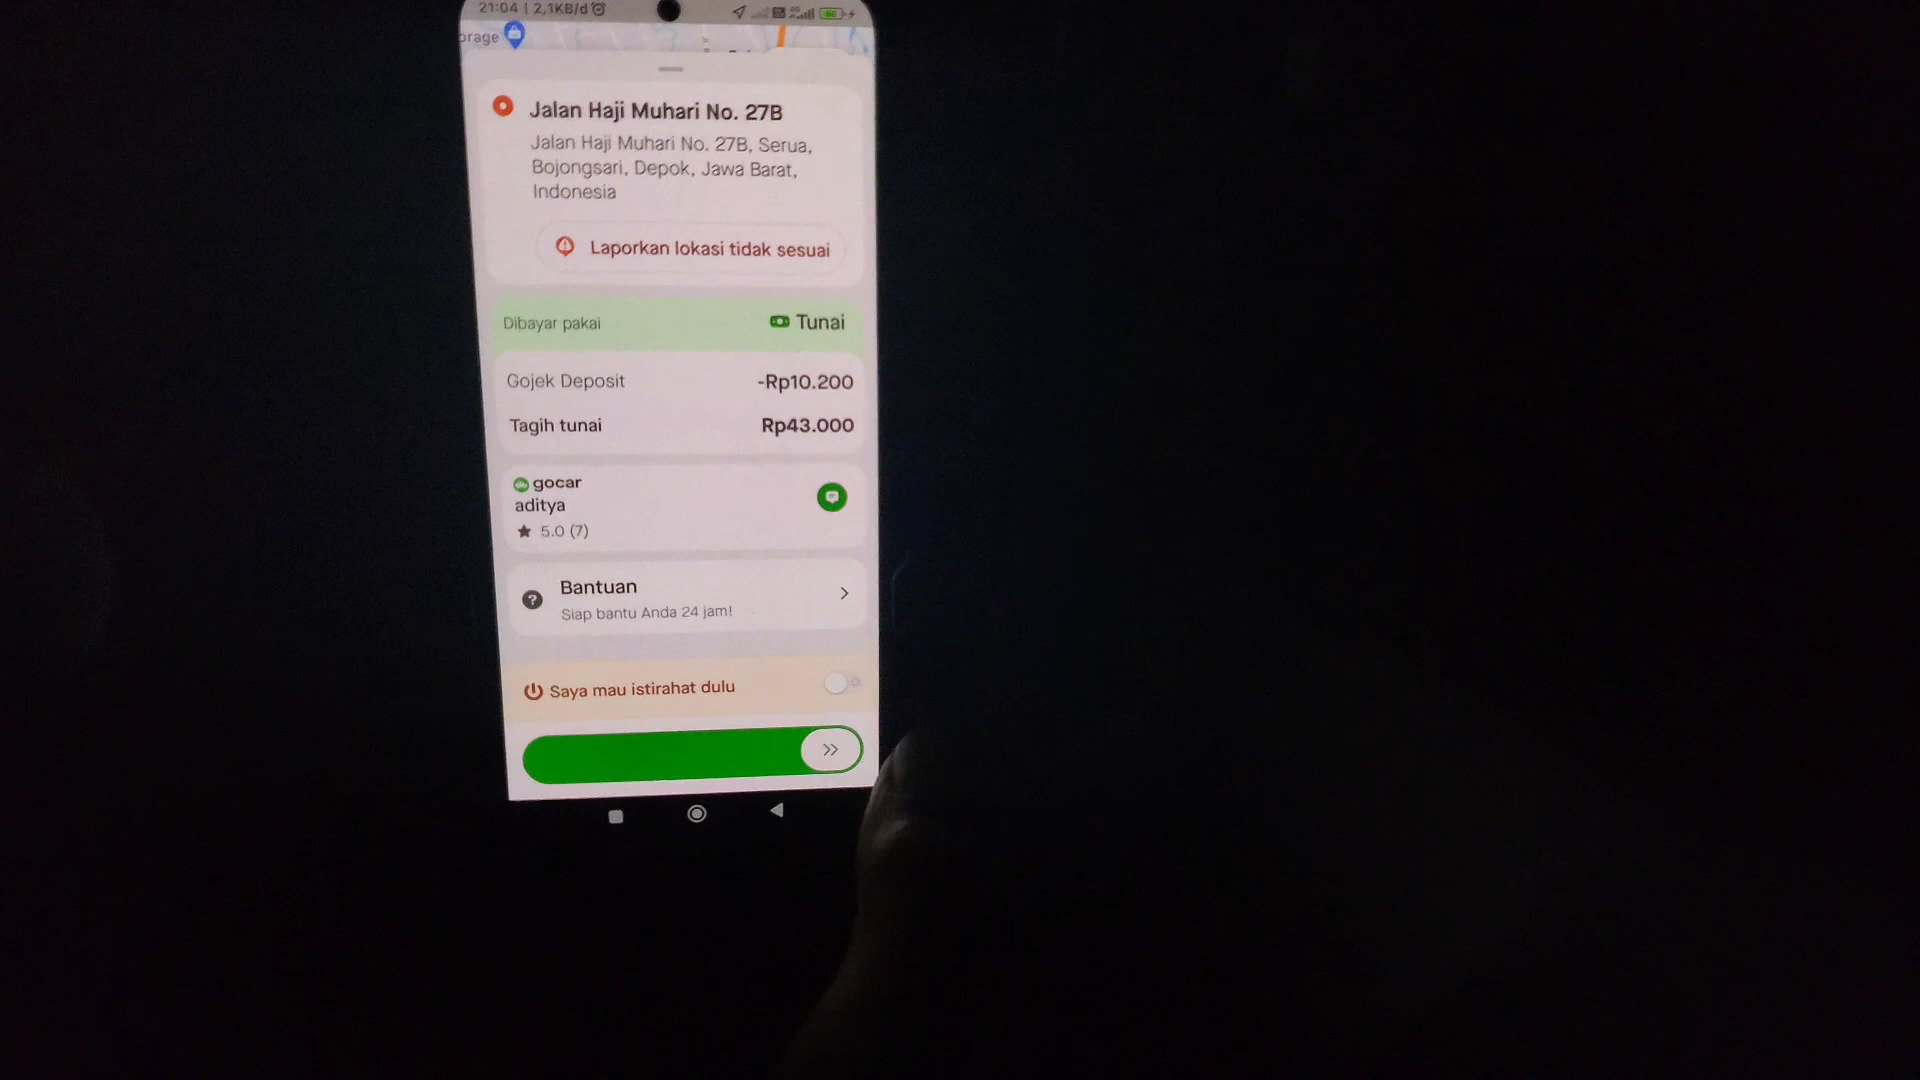 21:04 | 2,1KB/d
orage
Jalan Haji Muhari No. 27B
Jalan Haji Muhari No. 27B, Serua,
Bojongsari, Depok, Jawa Barat,
Indonesia
Laporkan lokasi tidak sesuai
Dibayar pakai Tunai
Gojek Deposit -Rp10.200
Tagih tunai Rp43.000
gocar
aditya
5.0 (7)
Bantuan
Siap bantu Anda 24 jam!
Saya mau istirahat dulu